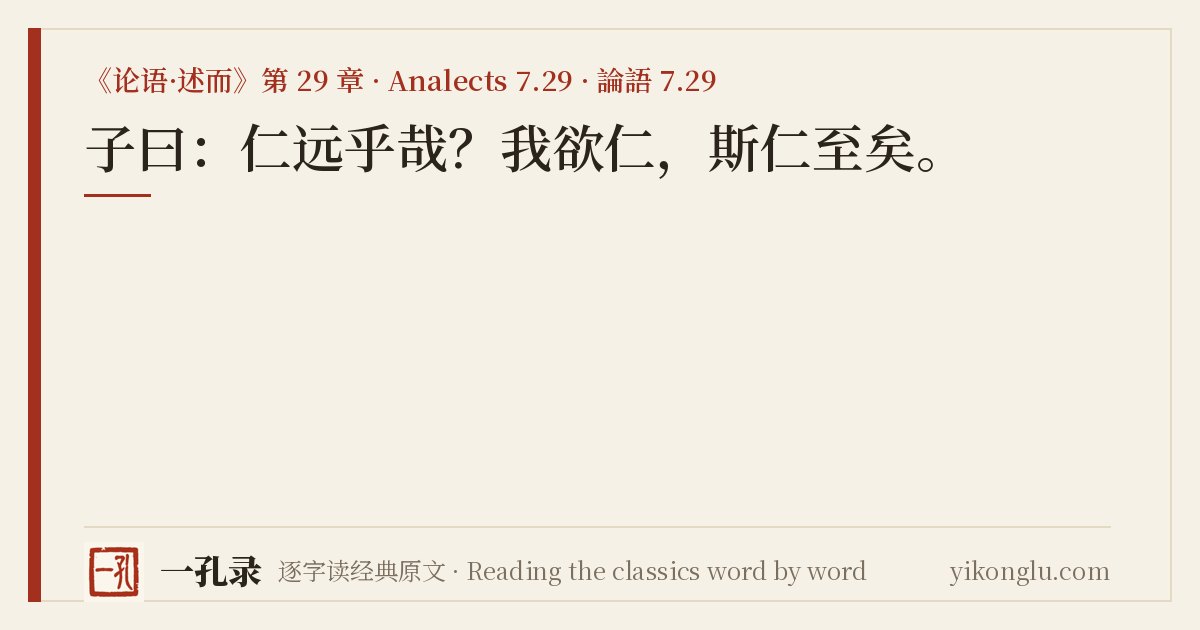 《论语·述而》第 29 章 · Analects 7.29 · 論語 7.29
子曰：仁远乎哉？我欲仁，斯仁至矣。
一孔
一孔录 逐字读经典原文 · Reading the classics word by word yikonglu.com